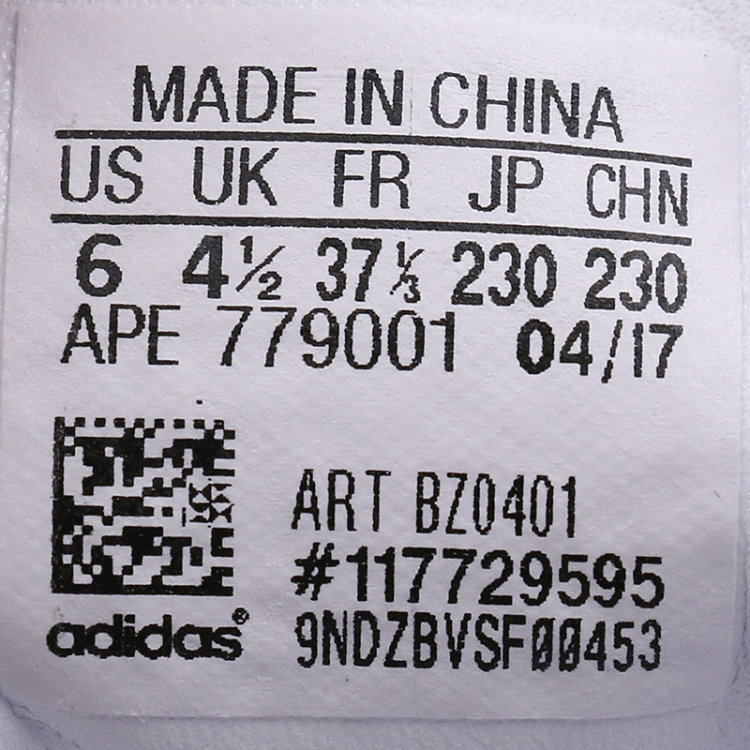 MADE IN CHINA
US UK FR JP CHN
6 4½ 37⅓ 230 230
APE 779001 04/17
ART BZ0401
#117729595
adidas® 9NDZBVSF00453